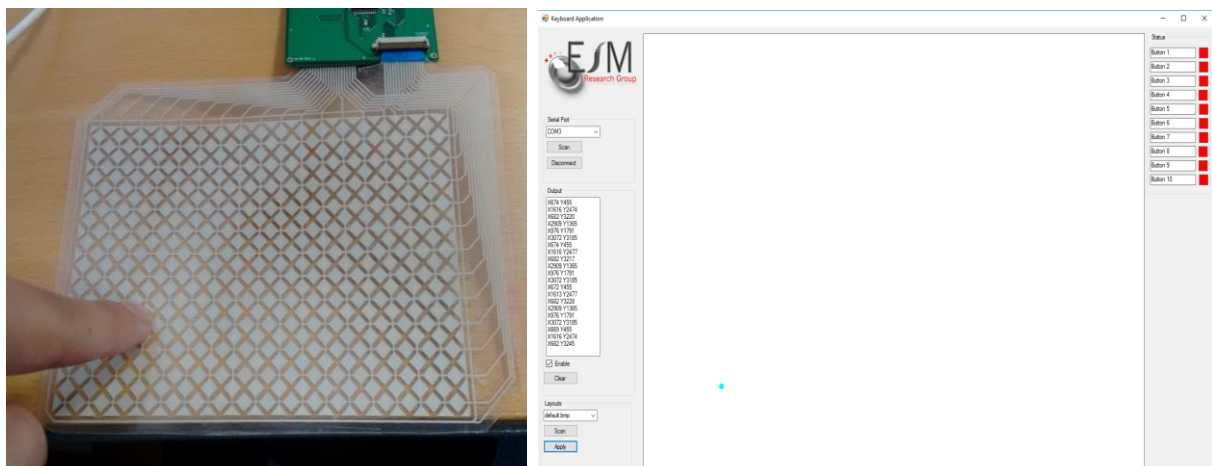 Keyboard Application
ESM
Research Group
Serial Port
COM3
Scan
Disconnect
Output
X674 Y455
X1616 Y2474
X682 Y3220
X2909 Y1365
X976 Y1791
X3072 Y3185
X674 Y455
X1616 Y2477
X682 Y3217
X2909 Y1365
X976 Y1791
X3072 Y3185
X672 Y455
X1613 Y2477
X682 Y3228
X2909 Y1365
X976 Y1791
X3072 Y3185
X669 Y455
X1616 Y2474
X682 Y3245
Enable
Clear
Layouts
default.bmp
Scan
Apply
Status
Button 1
Button 2
Button 3
Button 4
Button 5
Button 6
Button 7
Button 8
Button 9
Button 10